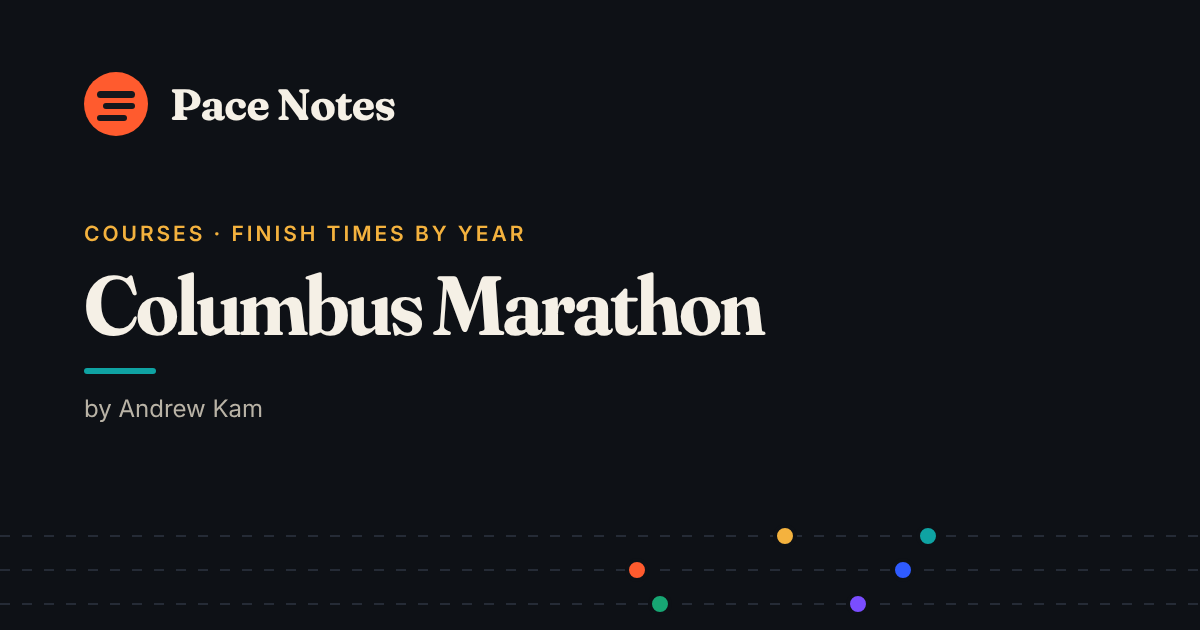 Pace Notes
COURSES · FINISH TIMES BY YEAR
Columbus Marathon
by Andrew Kam